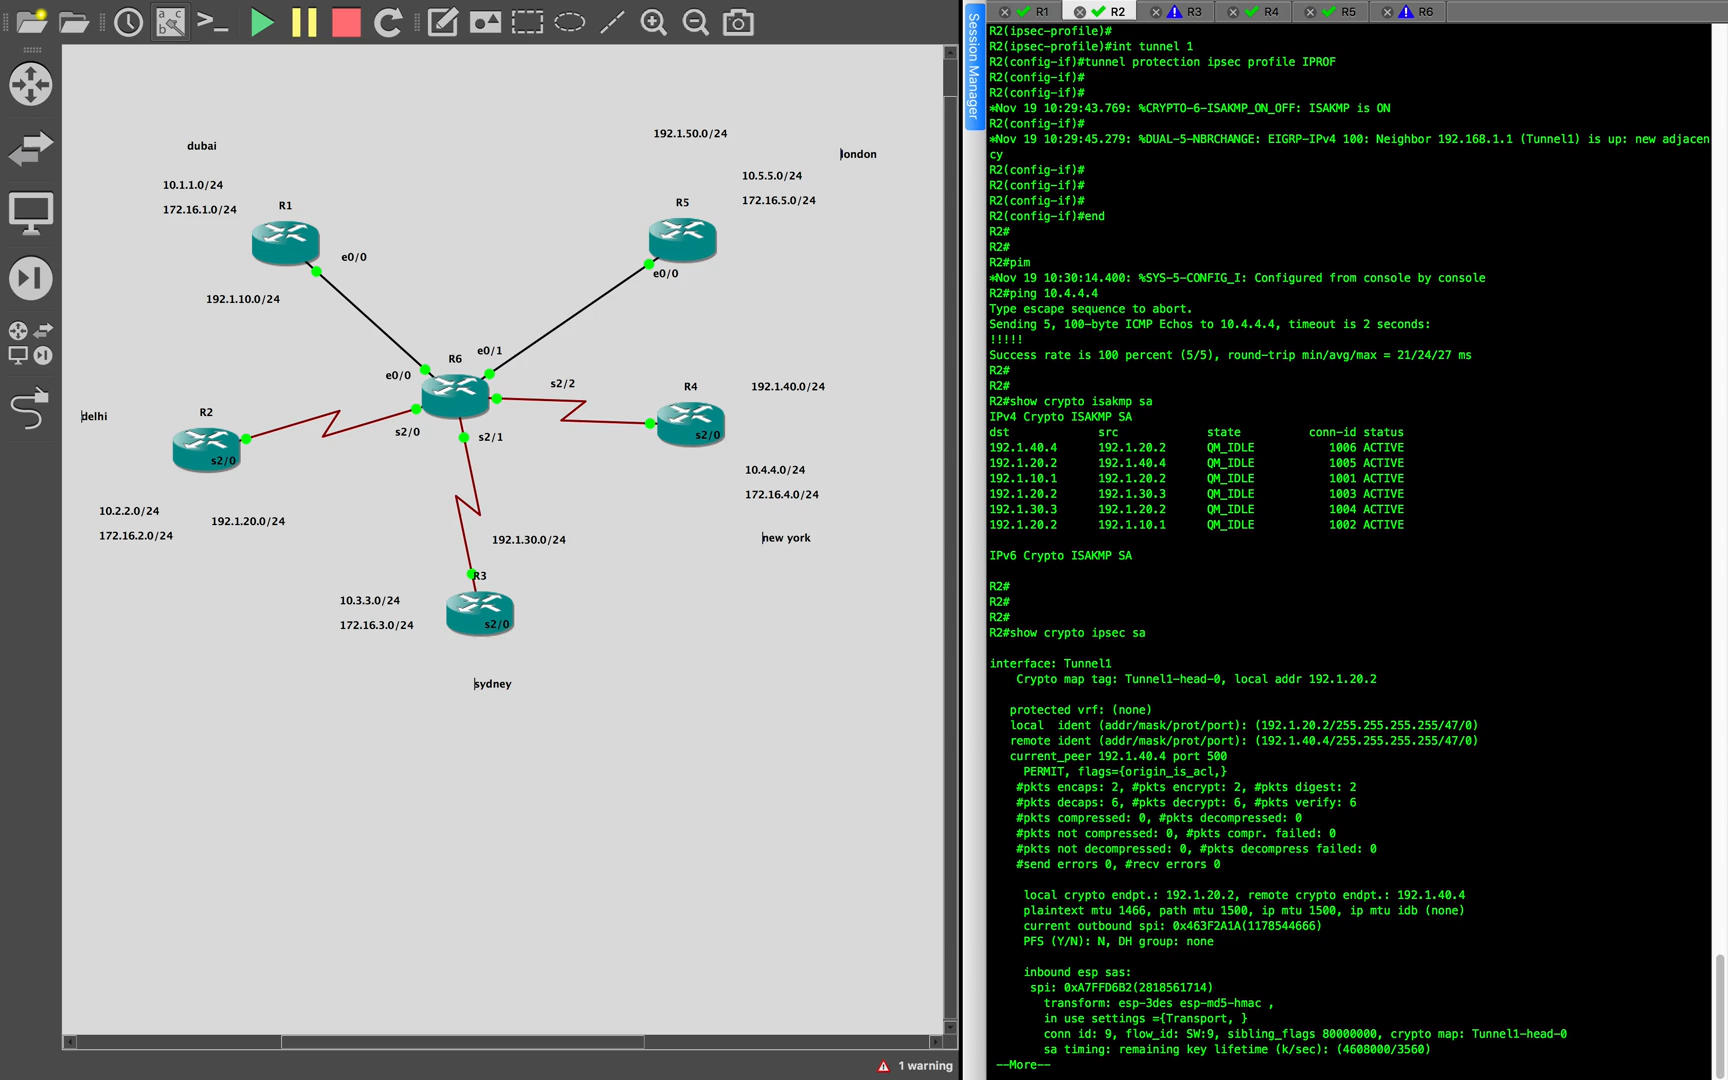 dubai
10.1.1.0/24
172.16.1.0/24
R1
e0/0
192.1.10.0/24
192.1.50.0/24
london
10.5.5.0/24
172.16.5.0/24
R5
e0/0
R6
e0/1
e0/0
s2/2
s2/0
s2/1
R4
192.1.40.0/24
s2/0
10.4.4.0/24
172.16.4.0/24
new york
delhi
R2
s2/0
10.2.2.0/24
172.16.2.0/24
192.1.20.0/24
192.1.30.0/24
R3
10.3.3.0/24
172.16.3.0/24
s2/0
sydney
1 warning
Session Manager
R1 R2 R3 R4 R5 R6
R2(ipsec-profile)#
R2(ipsec-profile)#int tunnel 1
R2(config-if)#tunnel protection ipsec profile IPROF
R2(config-if)#
R2(config-if)#
*Nov 19 10:29:43.769: %CRYPTO-6-ISAKMP_ON_OFF: ISAKMP is ON
R2(config-if)#
*Nov 19 10:29:45.279: %DUAL-5-NBRCHANGE: EIGRP-IPv4 100: Neighbor 192.168.1.1 (Tunnel1) is up: new adjacen
cy
R2(config-if)#
R2(config-if)#
R2(config-if)#
R2(config-if)#end
R2#
R2#
R2#pim
*Nov 19 10:30:14.400: %SYS-5-CONFIG_I: Configured from console by console
R2#ping 10.4.4.4
Type escape sequence to abort.
Sending 5, 100-byte ICMP Echos to 10.4.4.4, timeout is 2 seconds:
!!!!!
Success rate is 100 percent (5/5), round-trip min/avg/max = 21/24/27 ms
R2#
R2#
R2#show crypto isakmp sa
IPv4 Crypto ISAKMP SA
dst src state conn-id status
192.1.40.4 192.1.20.2 QM_IDLE 1006 ACTIVE
192.1.20.2 192.1.40.4 QM_IDLE 1005 ACTIVE
192.1.10.1 192.1.20.2 QM_IDLE 1001 ACTIVE
192.1.20.2 192.1.30.3 QM_IDLE 1003 ACTIVE
192.1.30.3 192.1.20.2 QM_IDLE 1004 ACTIVE
192.1.20.2 192.1.10.1 QM_IDLE 1002 ACTIVE
IPv6 Crypto ISAKMP SA
R2#
R2#
R2#
R2#show crypto ipsec sa
interface: Tunnel1
Crypto map tag: Tunnel1-head-0, local addr 192.1.20.2
protected vrf: (none)
local ident (addr/mask/prot/port): (192.1.20.2/255.255.255.255/47/0)
remote ident (addr/mask/prot/port): (192.1.40.4/255.255.255.255/47/0)
current_peer 192.1.40.4 port 500
PERMIT, flags={origin_is_acl,}
#pkts encaps: 2, #pkts encrypt: 2, #pkts digest: 2
#pkts decaps: 6, #pkts decrypt: 6, #pkts verify: 6
#pkts compressed: 0, #pkts decompressed: 0
#pkts not compressed: 0, #pkts compr. failed: 0
#pkts not decompressed: 0, #pkts decompress failed: 0
#send errors 0, #recv errors 0
local crypto endpt.: 192.1.20.2, remote crypto endpt.: 192.1.40.4
plaintext mtu 1466, path mtu 1500, ip mtu 1500, ip mtu idb (none)
current outbound spi: 0x463F2A1A(1178544666)
PFS (Y/N): N, DH group: none
inbound esp sas:
spi: 0xA7FFD6B2(2818561714)
transform: esp-3des esp-md5-hmac ,
in use settings ={Transport, }
conn id: 9, flow_id: SW:9, sibling_flags 80000000, crypto map: Tunnel1-head-0
sa timing: remaining key lifetime (k/sec): (4608000/3560)
--More--